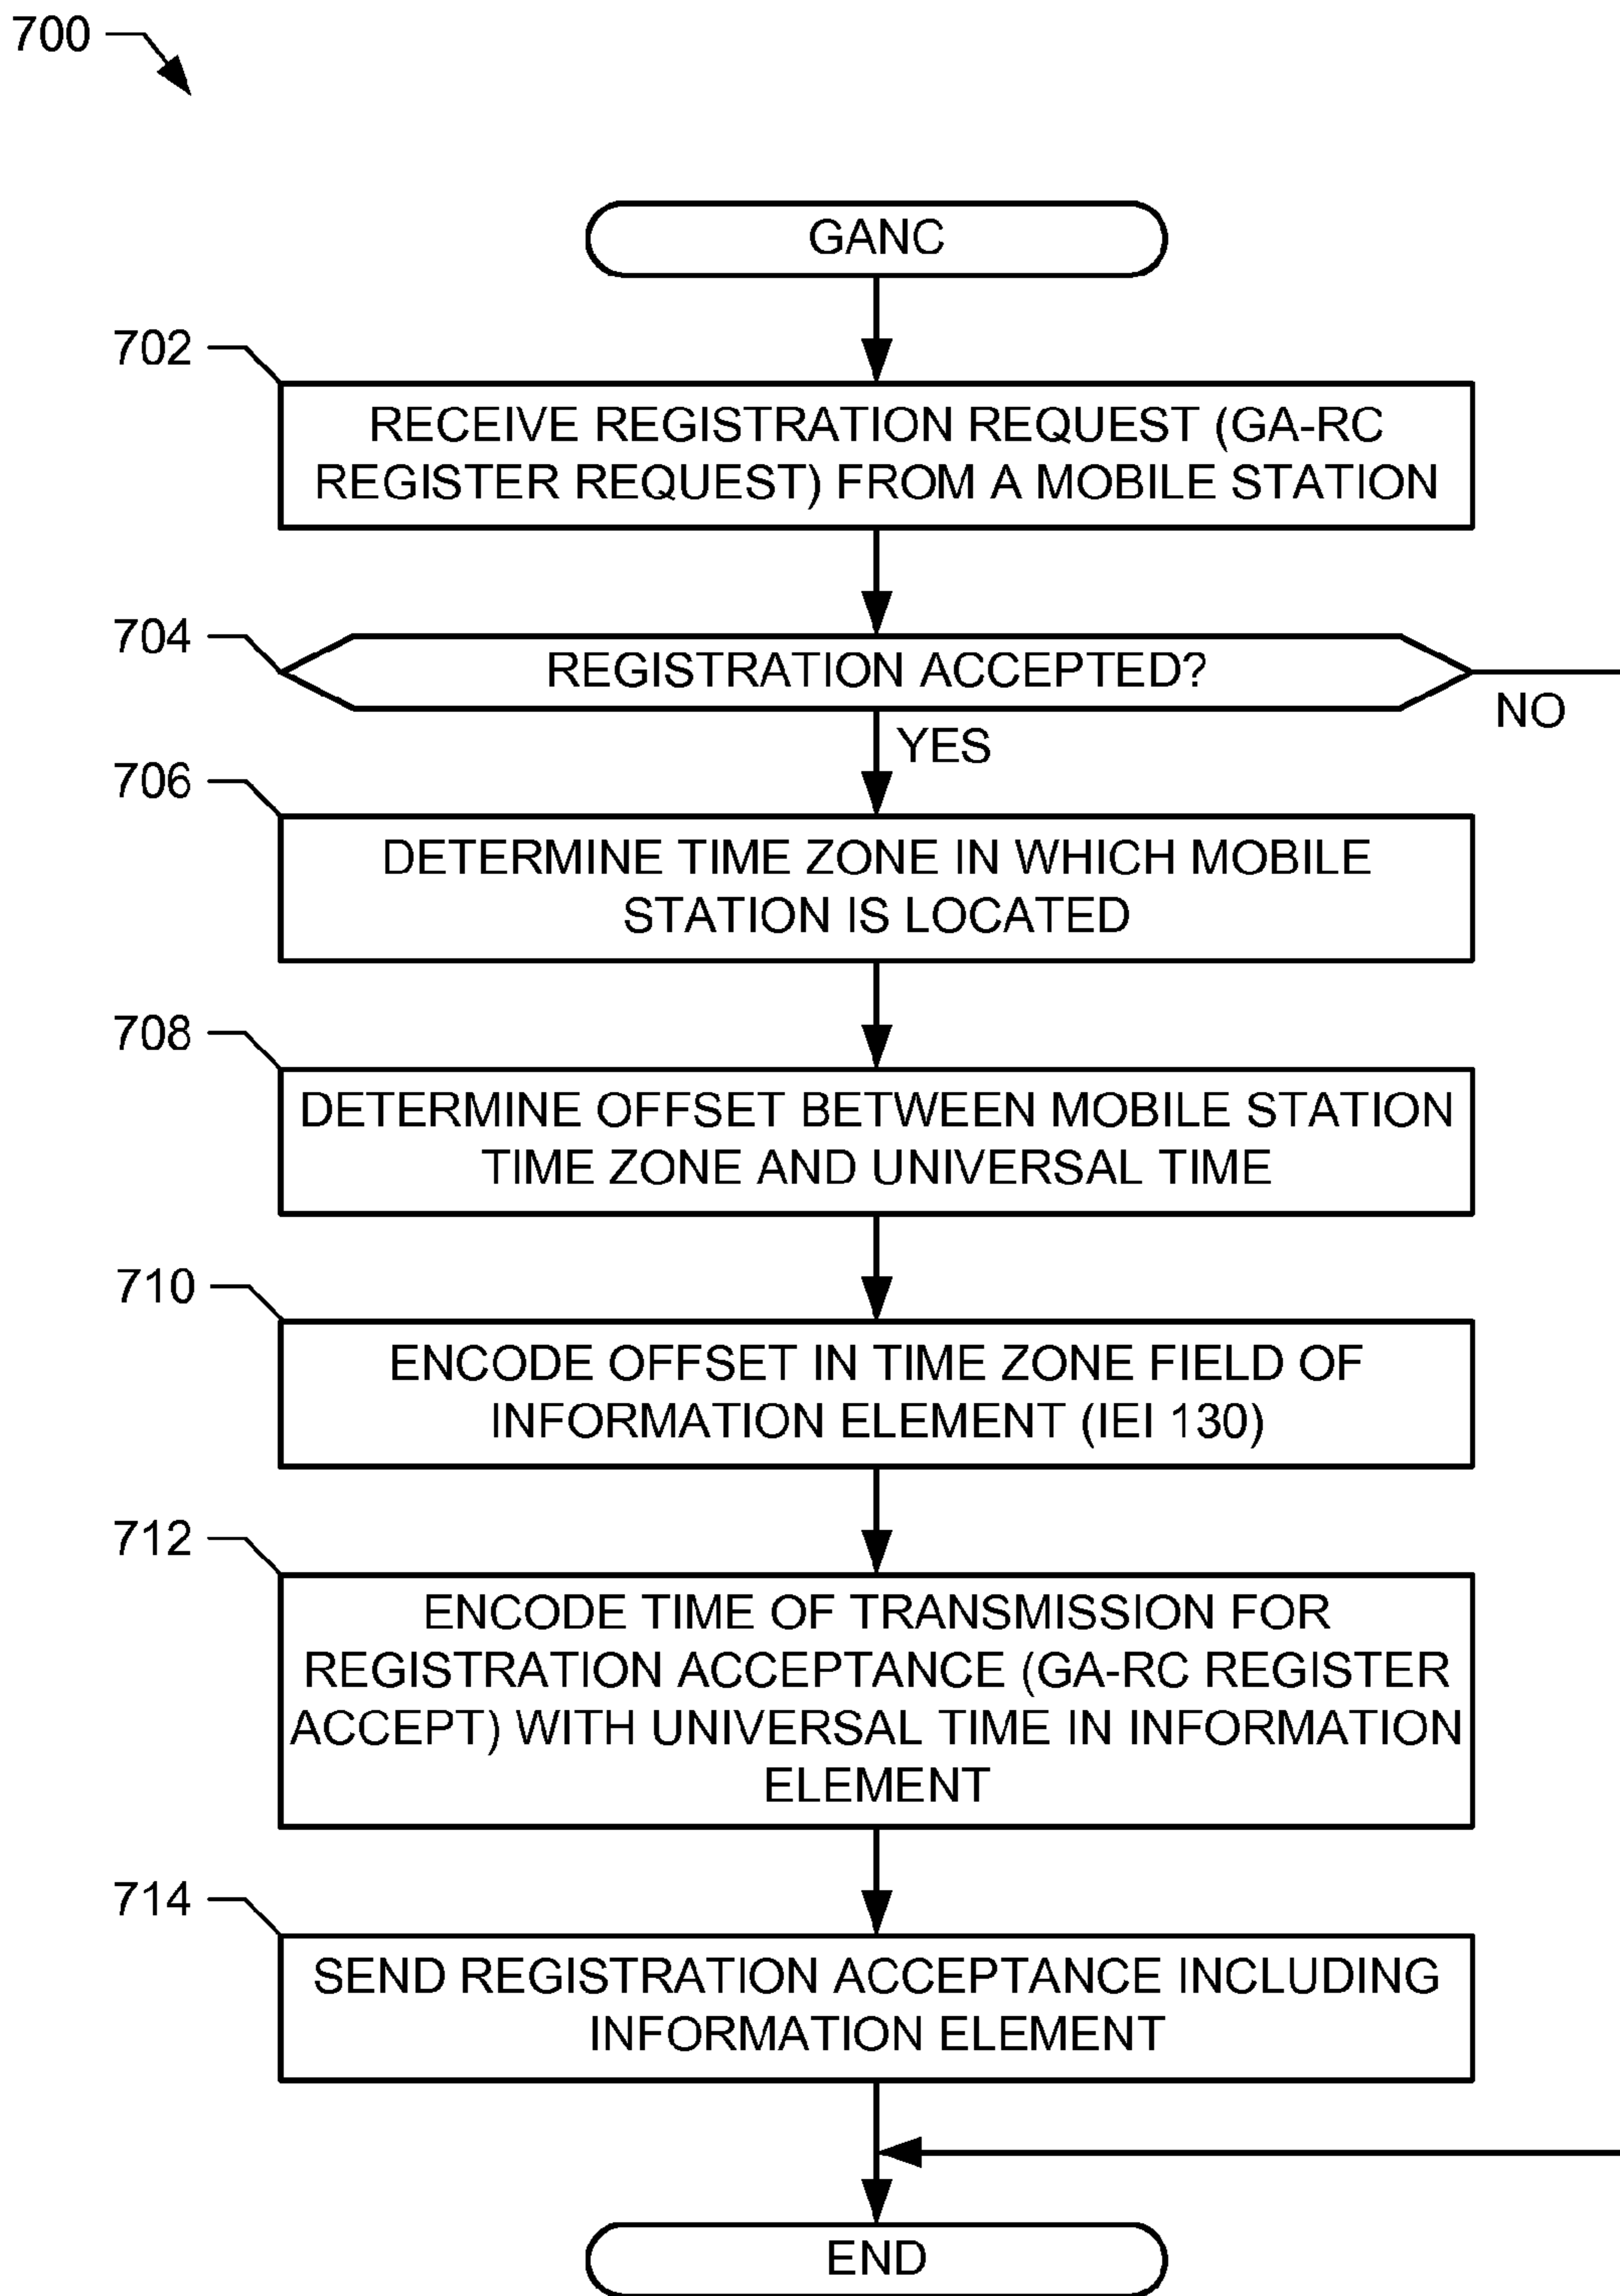 700
GANC
702
RECEIVE REGISTRATION REQUEST (GA-RC
REGISTER REQUEST) FROM A MOBILE STATION
704
REGISTRATION ACCEPTED?
NO
YES
706
DETERMINE TIME ZONE IN WHICH MOBILE
STATION IS LOCATED
708
DETERMINE OFFSET BETWEEN MOBILE STATION
TIME ZONE AND UNIVERSAL TIME
710
ENCODE OFFSET IN TIME ZONE FIELD OF
INFORMATION ELEMENT (IEI 130)
712
ENCODE TIME OF TRANSMISSION FOR
REGISTRATION ACCEPTANCE (GA-RC REGISTER
ACCEPT) WITH UNIVERSAL TIME IN INFORMATION
ELEMENT
714
SEND REGISTRATION ACCEPTANCE INCLUDING
INFORMATION ELEMENT
END